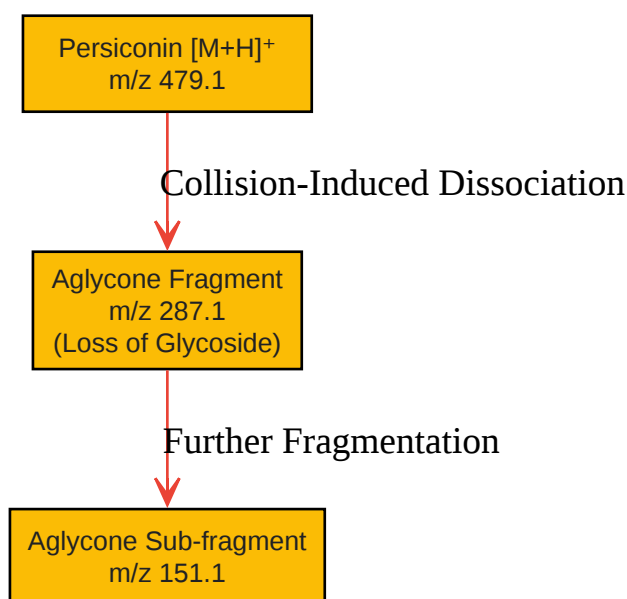 Persiconin [M+H]⁺
m/z 479.1
Collision-Induced Dissociation
Aglycone Fragment
m/z 287.1
(Loss of Glycoside)
Further Fragmentation
Aglycone Sub-fragment
m/z 151.1